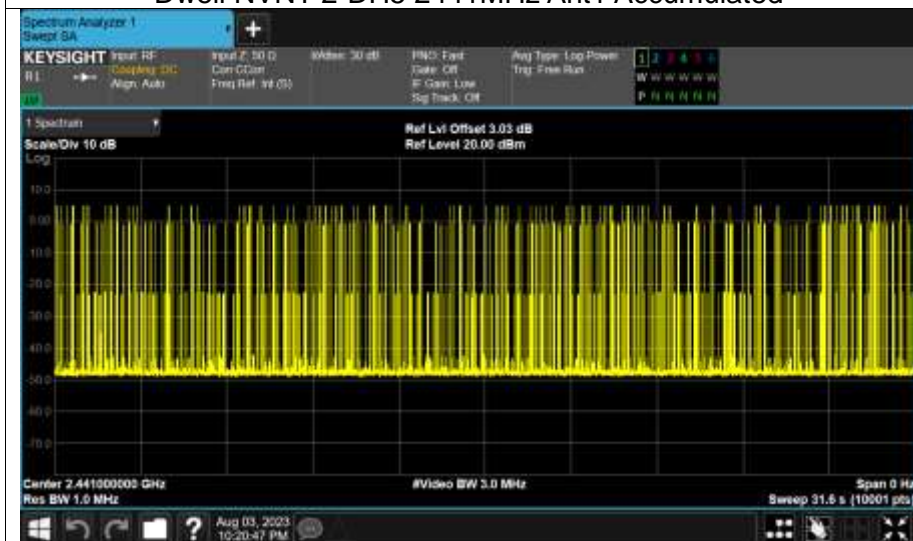 Dwell NVNT 2-DH3 2441MHz Ant1 Accumulated
Spectrum Analyzer 1
Swept SA
+
KEYSIGHT
Input: RF
Coupling: DC
Align: Auto
Input Z: 50 Ω
Corr CCorr
Freq Ref: Int (S)
#Atten: 30 dB
PNO: Fast
Gate: Off
IF Gain: Low
Sig Track: Off
Avg Type: Log-Power
Trig: Free Run
1 2 3 4 5 6
W W W W W W
P N N N N N
1 Spectrum
Scale/Div 10 dB
Ref Lvl Offset 3.03 dB
Ref Level 20.00 dBm
Log
10.0
0.00
-10.0
-20.0
-30.0
-40.0
-50.0
-60.0
-70.0
Center 2.441000000 GHz
#Video BW 3.0 MHz
Span 0 Hz
Res BW 1.0 MHz
Sweep 31.6 s (10001 pts)
?
Aug 03, 2023
10:20:47 PM